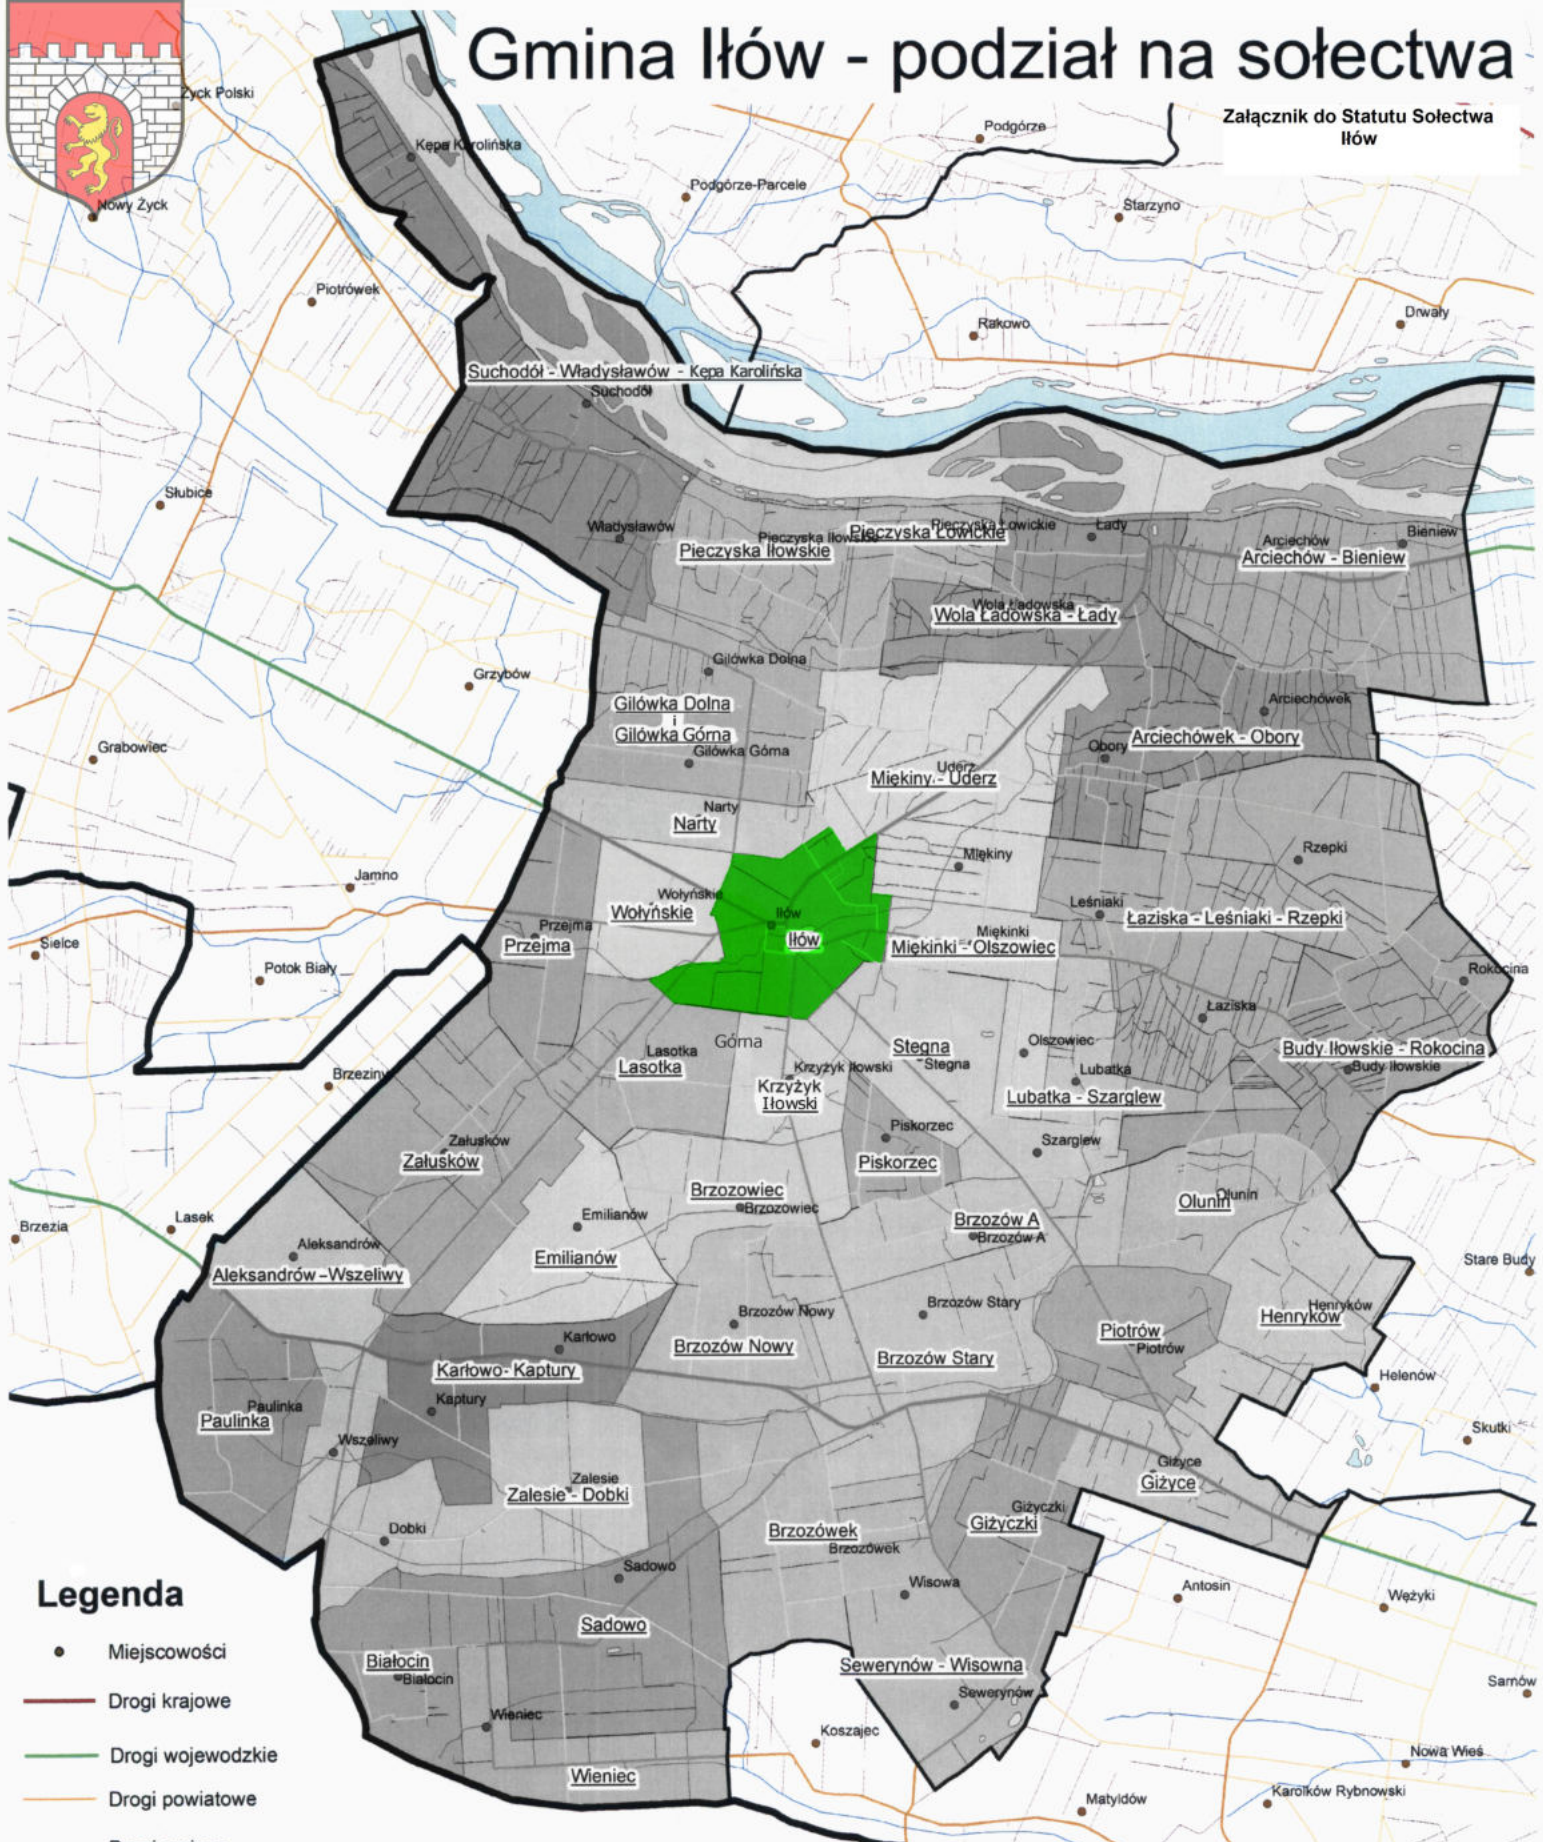 Gmina Iłów - podział na sołectwa
Załącznik do Statutu Sołectwa
Iłów
Życk Polski
Nowy Życk
Kępa Karolińska
Podgórze
Podgórze-Parcele
Starzyno
Piotrówek
Rakowo
Drwały
Suchodół - Władysławów - Kępa Karolińska
Suchodół
Słubice
Władysławów
Pieczyska Iłowskie
Pieczyska Iłowskie
Pieczyska Łowickie
Pieczyska Łowickie
Łady
Arciechów
Bieniew
Arciechów - Bieniew
Wola Ładowska
Wola Ładowska - Łady
Gilówka Dolna
Grzybów
Gilówka Dolna
i
Gilówka Górna
Gilówka Górna
Arciechówek
Arciechówek - Obory
Obory
Grabowiec
Uderz
Miękiny - Uderz
Narty
Narty
Miękiny
Rzepki
Jamno
Wołyńskie
Wołyńskie
Iłów
Iłów
Leśniaki
Łaziska - Leśniaki - Rzepki
Przejma
Przejma
Miękinki
Miękinki - Olszowiec
Sielce
Potok Biały
Rokocina
Łaziska
Górna
Lasotka
Lasotka
Stegna
Stegna
Olszowiec
Budy Iłowskie - Rokocina
Budy Iłowskie
Brzeziny
Krzyżyk Iłowski
Krzyżyk
Iłowski
Lubatka
Lubatka - Szarglew
Załusków
Załusków
Piskorzec
Piskorzec
Szarglew
Brzozowiec
Brzozowiec
Olunin
Olunin
Lasek
Brzezia
Emilianów
Emilianów
Brzozów A
Brzozów A
Aleksandrów
Aleksandrów - Wszeliwy
Stare Budy
Brzozów Nowy
Brzozów Nowy
Brzozów Stary
Brzozów Stary
Henryków
Henryków
Piotrów
Piotrów
Karłowo
Karłowo- Kaptury
Helenów
Kaptury
Paulinka
Paulinka
Skutki
Wszeliwy
Giżyce
Giżyce
Zalesie
Zalesie - Dobki
Dobki
Giżyczki
Giżyczki
Brzozówek
Brzozówek
Sadowo
Sadowo
Wisowa
Antosin
Wężyki
Legenda
Miejscowości
Drogi krajowe
Drogi wojewodzkie
Drogi powiatowe
Białocin
Białocin
Sewerynów - Wisowna
Sewerynów
Sarnów
Wieniec
Wieniec
Koszajec
Nowa Wieś
Matyldów
Karolków Rybnowski